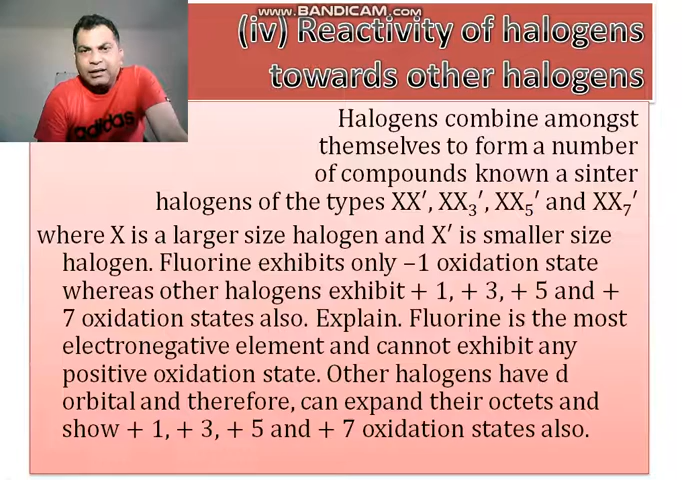 WWW.BANDICAM.COM
(iv) Reactivity of halogens
towards other halogens
adidas
Halogens combine amongst
themselves to form a number
of compounds known a sinter
halogens of the types XX′, XX₃′, XX₅′ and XX₇′
where X is a larger size halogen and X′ is smaller size
halogen. Fluorine exhibits only –1 oxidation state
whereas other halogens exhibit + 1, + 3, + 5 and +
7 oxidation states also. Explain. Fluorine is the most
electronegative element and cannot exhibit any
positive oxidation state. Other halogens have d
orbital and therefore, can expand their octets and
show + 1, + 3, + 5 and + 7 oxidation states also.